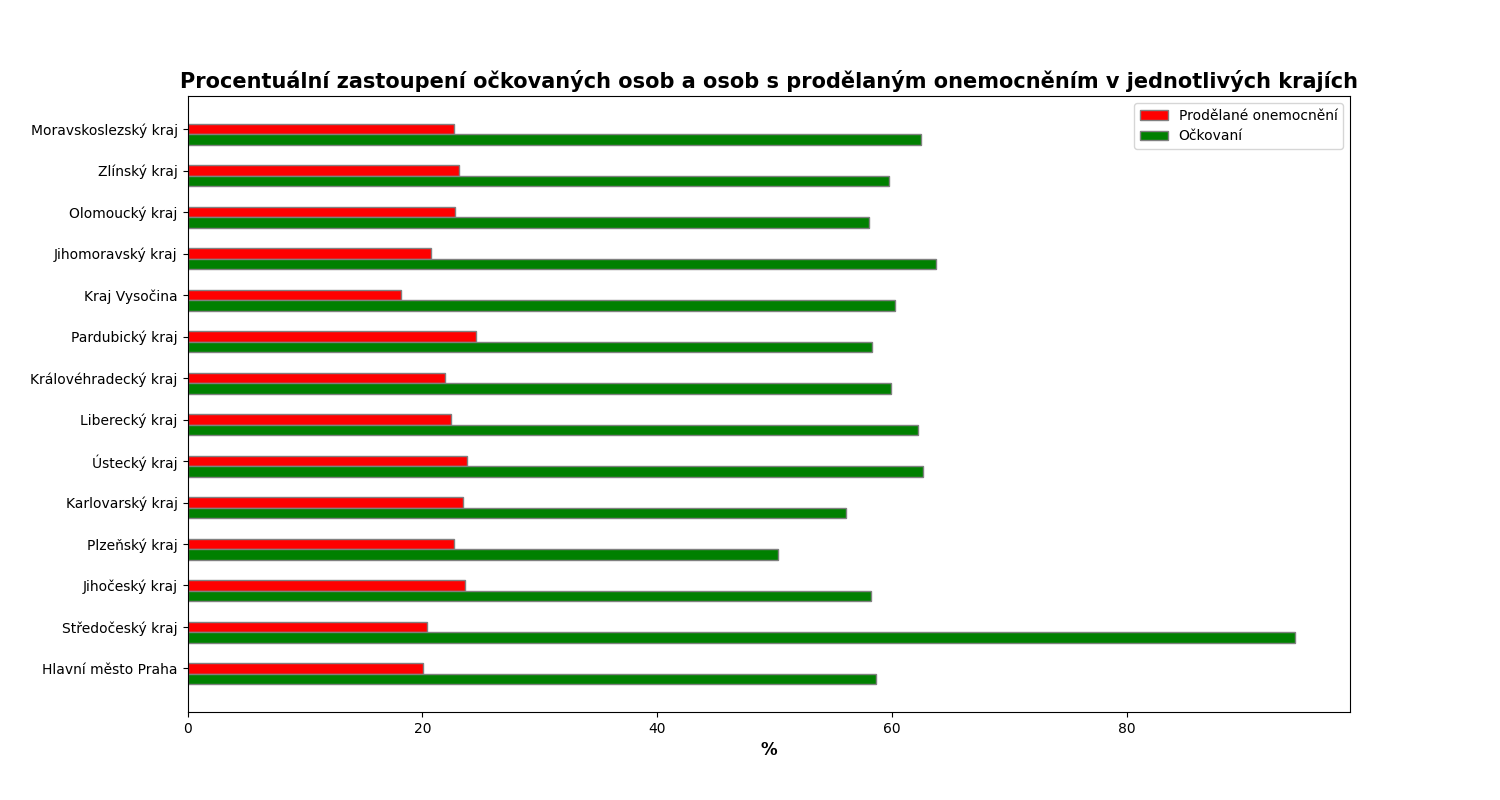 Procentuální zastoupení očkovaných osob a osob s prodělaným onemocněním v jednotlivých krajích
Prodělané onemocnění
Očkovaní
Moravskoslezský kraj
Zlínský kraj
Olomoucký kraj
Jihomoravský kraj
Kraj Vysočina
Pardubický kraj
Královéhradecký kraj
Liberecký kraj
Ústecký kraj
Karlovarský kraj
Plzeňský kraj
Jihočeský kraj
Středočeský kraj
Hlavní město Praha
0 20 40 60 80
%